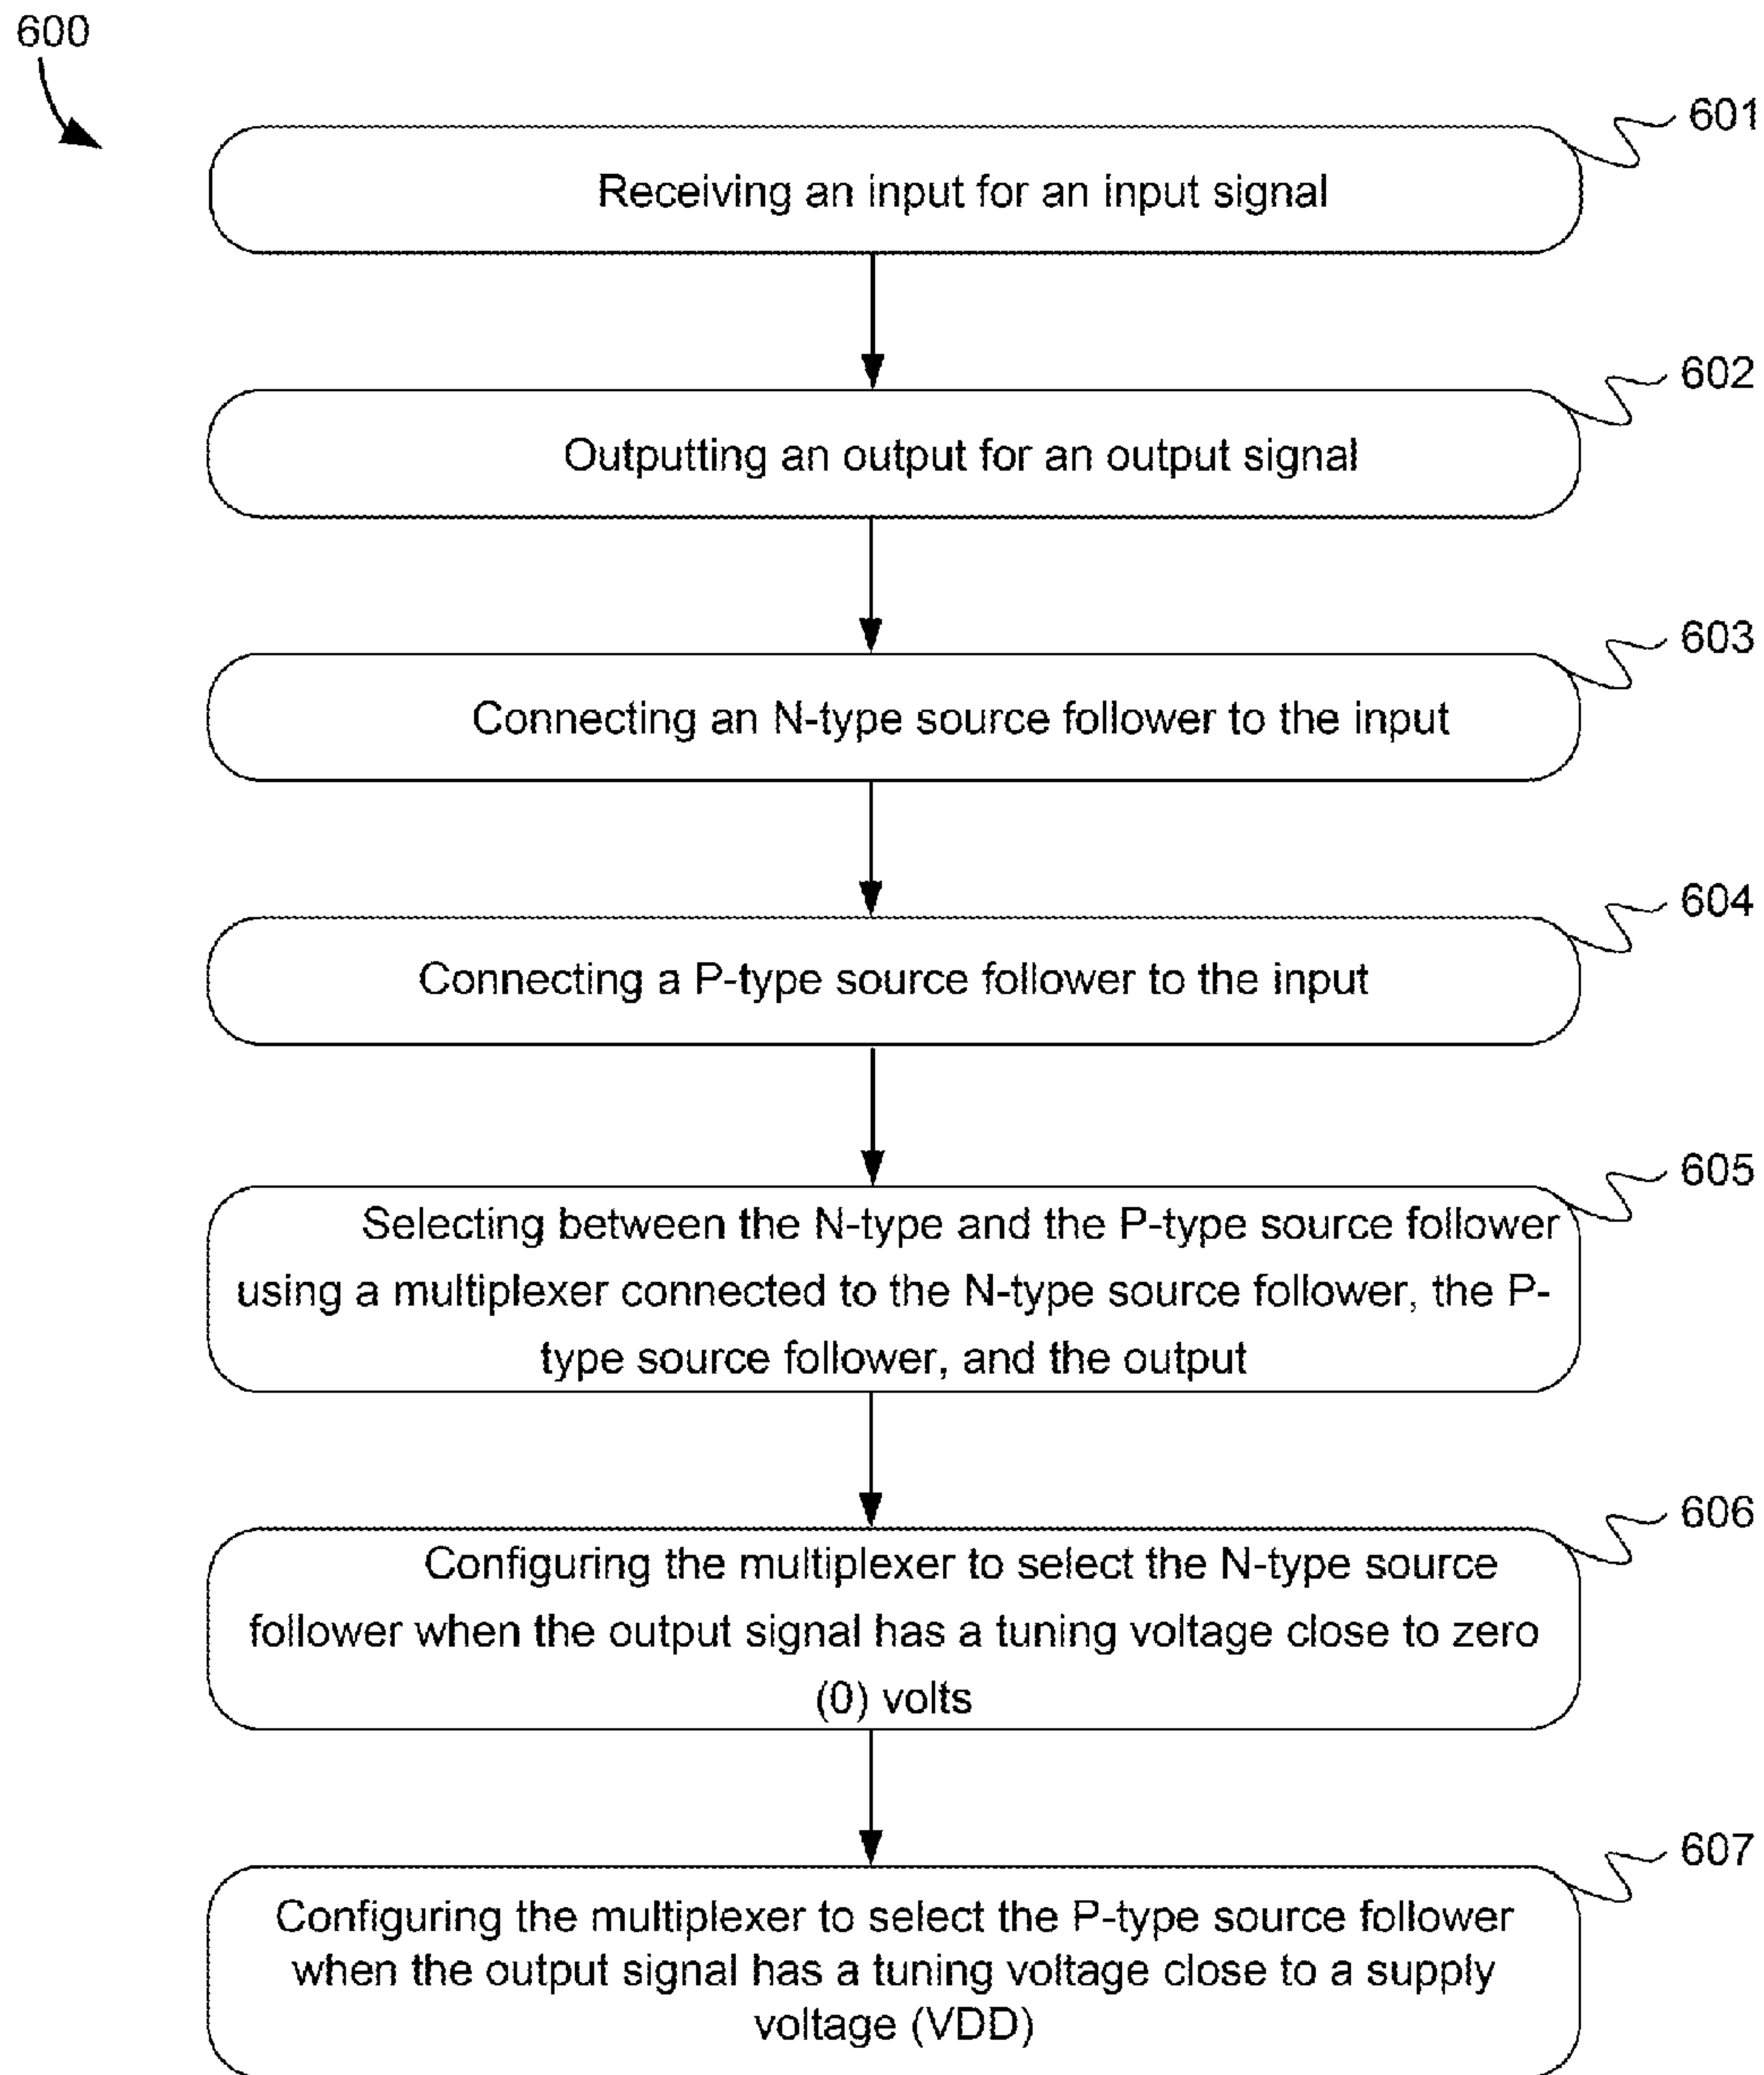 600
601
Receiving an input for an input signal
602
Outputting an output for an output signal
603
Connecting an N-type source follower to the input
604
Connecting a P-type source follower to the input
605
Selecting between the N-type and the P-type source follower
using a multiplexer connected to the N-type source follower, the P-
type source follower, and the output
606
Configuring the multiplexer to select the N-type source
follower when the output signal has a tuning voltage close to zero
(0) volts
607
Configuring the multiplexer to select the P-type source follower
when the output signal has a tuning voltage close to a supply
voltage (VDD)